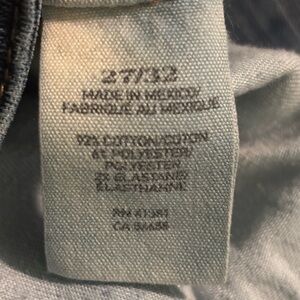 27/32
MADE IN MEXICO/
FABRIQUÉ AU MEXIQUE
92% COTTON/COTON
6% POLYESTER/
POLYESTER
2% ELASTANE/
ÉLASTHANNE
RN 41381
CA